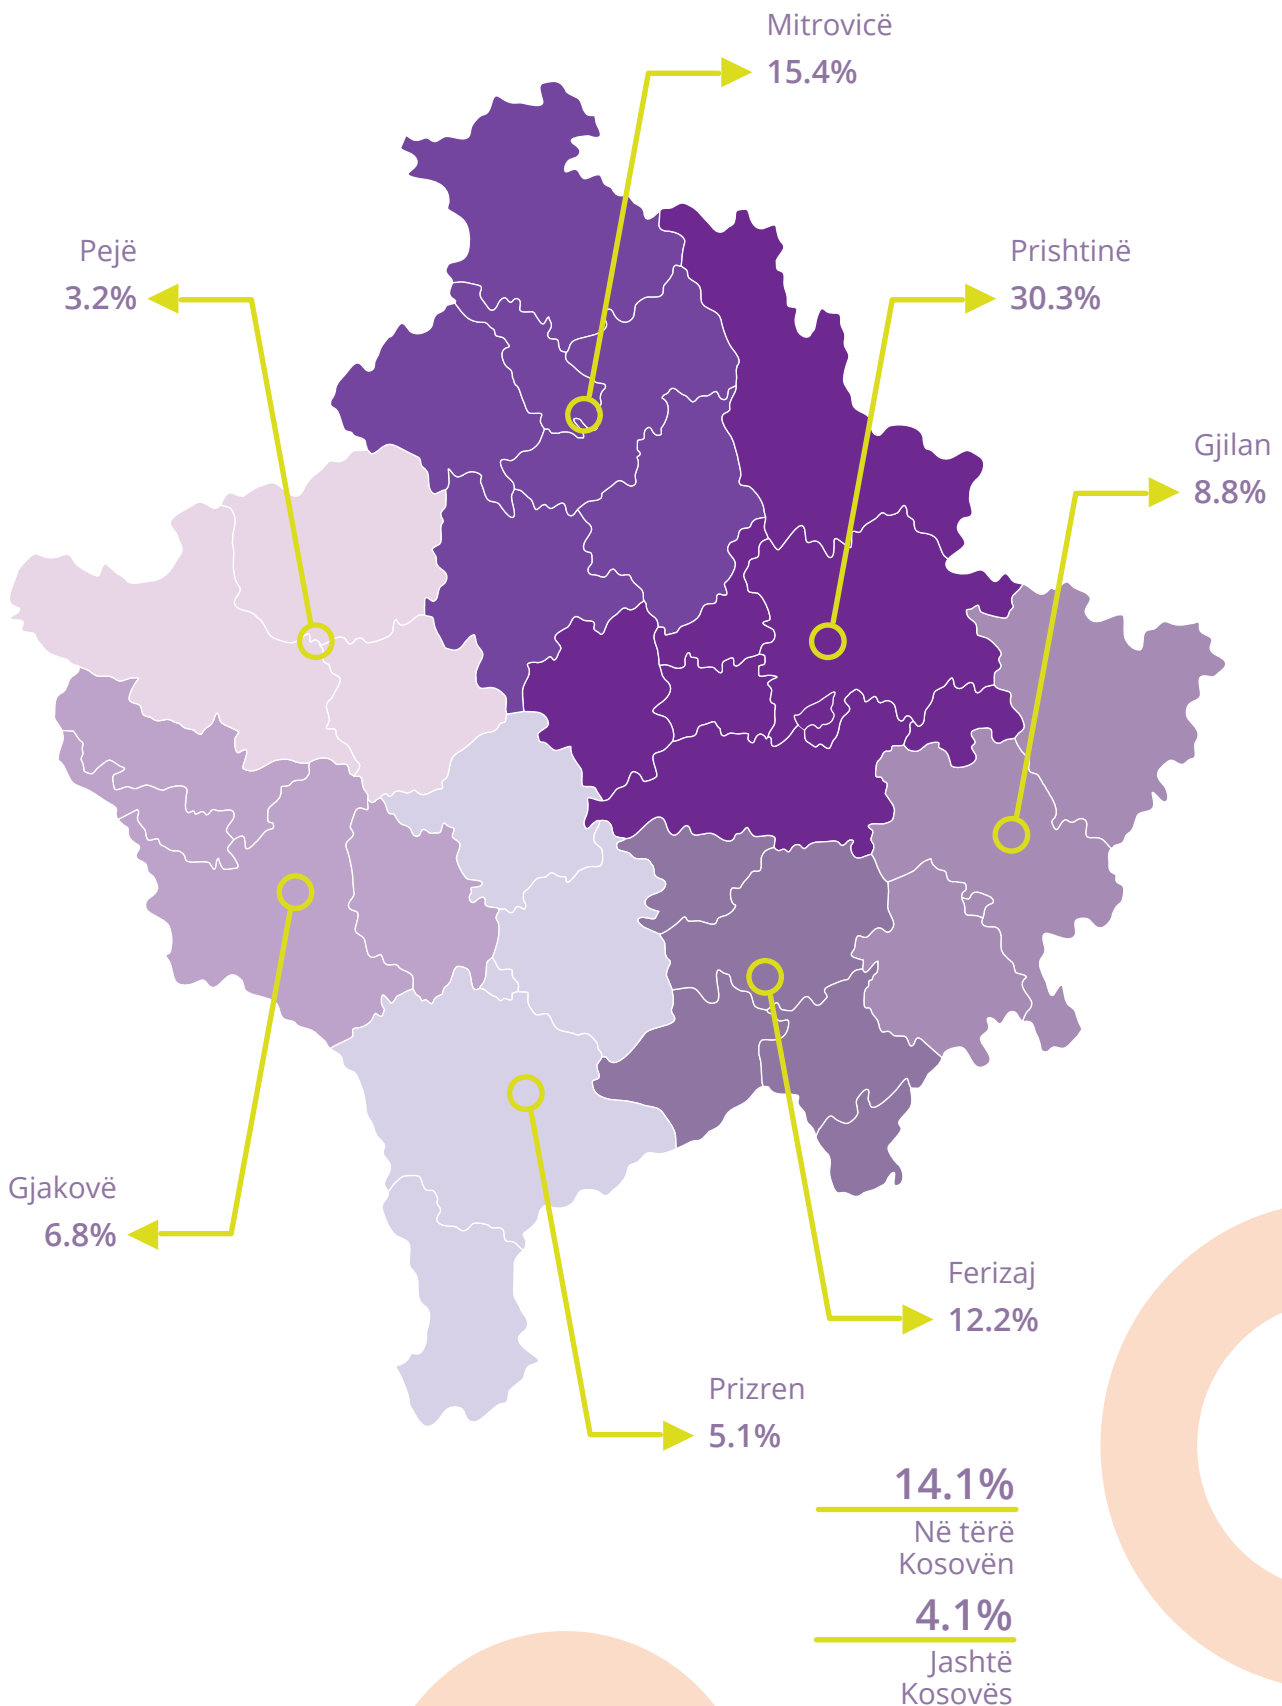 Mitrovicë
15.4%
Pejë
3.2%
Prishtinë
30.3%
Gjilan
8.8%
Gjakovë
6.8%
Ferizaj
12.2%
Prizren
5.1%
14.1%
Në tërë
Kosovën
4.1%
Jashtë
Kosovës